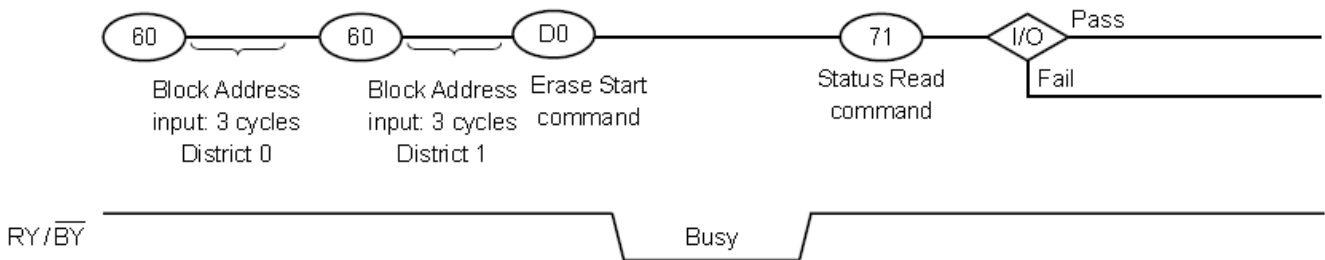 60
60
D0
71
I/O
Pass
Fail
Block Address
input: 3 cycles
District 0
Block Address
input: 3 cycles
District 1
Erase Start
command
Status Read
command
RY/B̅Y̅
Busy